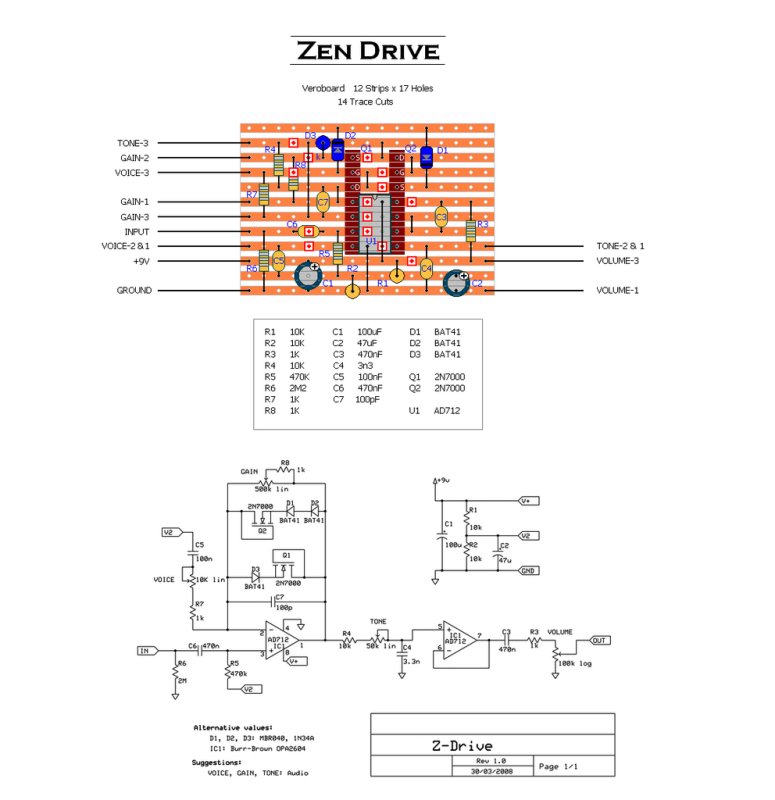 ZEN DRIVE
Veroboard 12 Strips x 17 Holes
14 Trace Cuts
TONE-3
GAIN-2
VOICE-3
GAIN-1
GAIN-3
INPUT
VOICE-2 & 1
+9V
GROUND
D3
D2
R4
k
R8
Q1
Q2
D1
S
D
G
G
D
S
R7
C7
C3
R3
C6
U1
R5
R6
C5
C1
R2
R1
C4
C2
TONE-2 & 1
VOLUME-3
VOLUME-1
R1 10K C1 100uF D1 BAT41
R2 10K C2 47uF D2 BAT41
R3 1K C3 470nF D3 BAT41
R4 10K C4 3n3
R5 470K C5 100nF Q1 2N7000
R6 2M2 C6 470nF Q2 2N7000
R7 1K C7 100pF
R8 1K U1 AD712
GAIN
R8
1k
500k lin
2N7000
D1
D2
BAT41 BAT41
Q2
Q1
D3
BAT41
2N7000
C7
100p
V2
C5
100n
VOICE
10K lin
R7
1k
IN
C6 470n
R6
2M
R5
470k
V2
2
3
4
8
1
-
+
AD712
IC1
V+
R4
10k
TONE
50k lin
C4
3.3n
5
6
7
+
-
IC1
AD712
C3
470n
R3
1k
VOLUME
100k log
OUT
+9v
V+
R1
10k
C1
100u
V2
R2
10k
C2
47u
GND
Alternative values:
D1, D2, D3: MBR040, 1N34A
IC1: Burr-Brown OPA2604
Suggestions:
VOICE, GAIN, TONE: Audio
Z-Drive
Rev 1.0
30/03/2008
Page 1/1